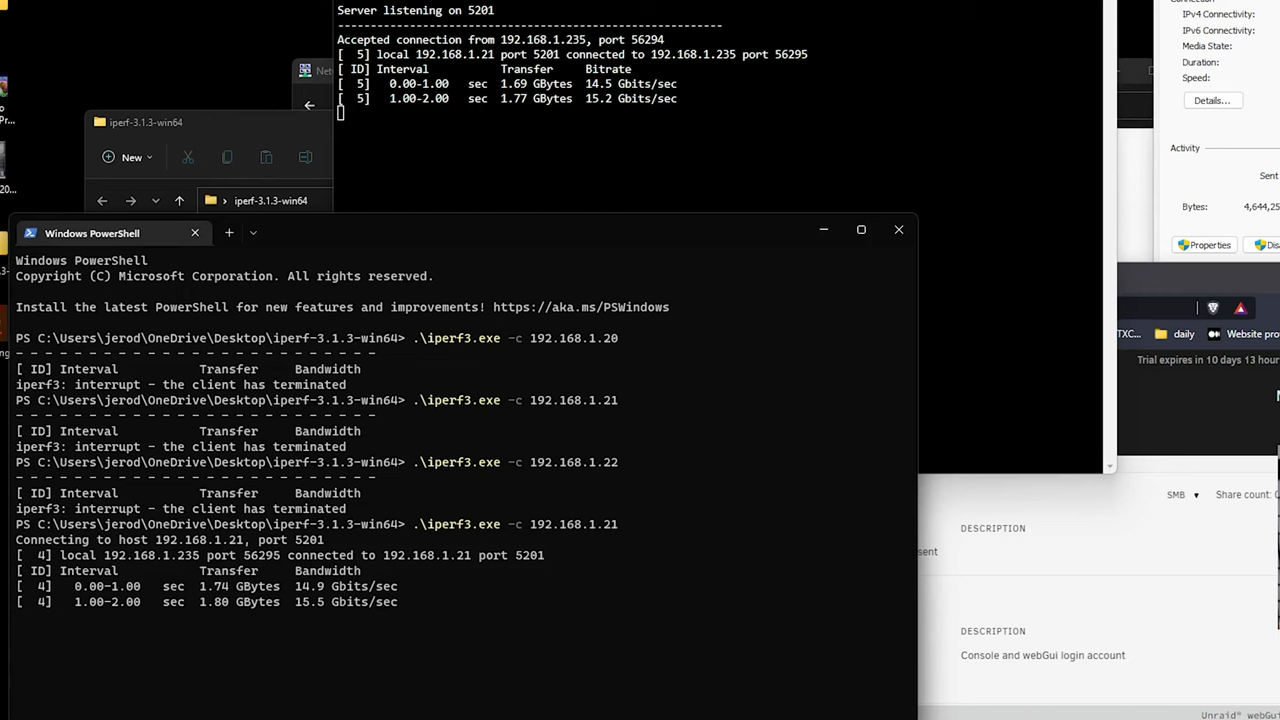 Server listening on 5201
-----------------------------------------------------------
Accepted connection from 192.168.1.235, port 56294
[  5] local 192.168.1.21 port 5201 connected to 192.168.1.235 port 56295
[ ID] Interval           Transfer     Bitrate
[  5]   0.00-1.00   sec  1.69 GBytes  14.5 Gbits/sec
[  5]   1.00-2.00   sec  1.77 GBytes  15.2 Gbits/sec
Connection
IPv4 Connectivity:
IPv6 Connectivity:
Media State:
Duration:
Speed:
Details...
Activity
Sent
Bytes: 4,644,25
Properties
Dis
Net
iperf-3.1.3-win64
New
iperf-3.1.3-win64
Windows PowerShell
Windows PowerShell
Copyright (C) Microsoft Corporation. All rights reserved.
Install the latest PowerShell for new features and improvements! https://aka.ms/PSWindows
PS C:\Users\jerod\OneDrive\Desktop\iperf-3.1.3-win64> .\iperf3.exe -c 192.168.1.20
- - - - - - - - - - - - - - - - - - - - - - - - -
[ ID] Interval           Transfer     Bandwidth
iperf3: interrupt - the client has terminated
PS C:\Users\jerod\OneDrive\Desktop\iperf-3.1.3-win64> .\iperf3.exe -c 192.168.1.21
- - - - - - - - - - - - - - - - - - - - - - - - -
[ ID] Interval           Transfer     Bandwidth
iperf3: interrupt - the client has terminated
PS C:\Users\jerod\OneDrive\Desktop\iperf-3.1.3-win64> .\iperf3.exe -c 192.168.1.22
- - - - - - - - - - - - - - - - - - - - - - - - -
[ ID] Interval           Transfer     Bandwidth
iperf3: interrupt - the client has terminated
PS C:\Users\jerod\OneDrive\Desktop\iperf-3.1.3-win64> .\iperf3.exe -c 192.168.1.21
Connecting to host 192.168.1.21, port 5201
[  4] local 192.168.1.235 port 56295 connected to 192.168.1.21 port 5201
[ ID] Interval           Transfer     Bandwidth
[  4]   0.00-1.00   sec  1.74 GBytes  14.9 Gbits/sec
[  4]   1.00-2.00   sec  1.80 GBytes  15.5 Gbits/sec
TXC...
daily
Website pro
Trial expires in 10 days 13 hour
SMB
Share count:
DESCRIPTION
sent
DESCRIPTION
Console and webGui login account
Unraid® webGu